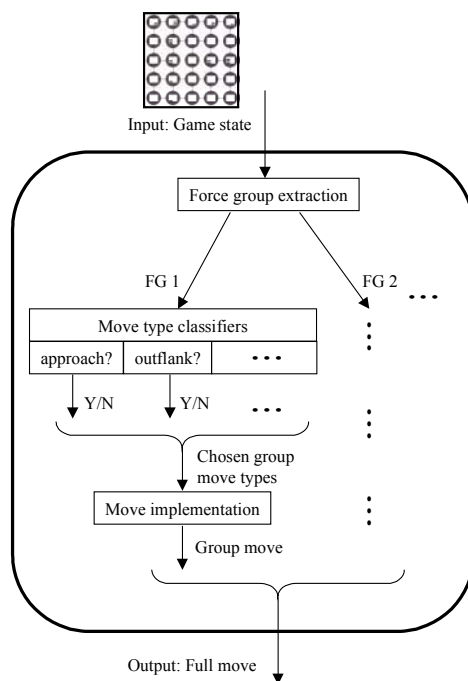 Input: Game state
Force group extraction
FG 1
FG 2
...
Move type classifiers
approach?
outflank?
...
Y/N
Y/N
...
Chosen group
move types
Move implementation
Group move
Output: Full move